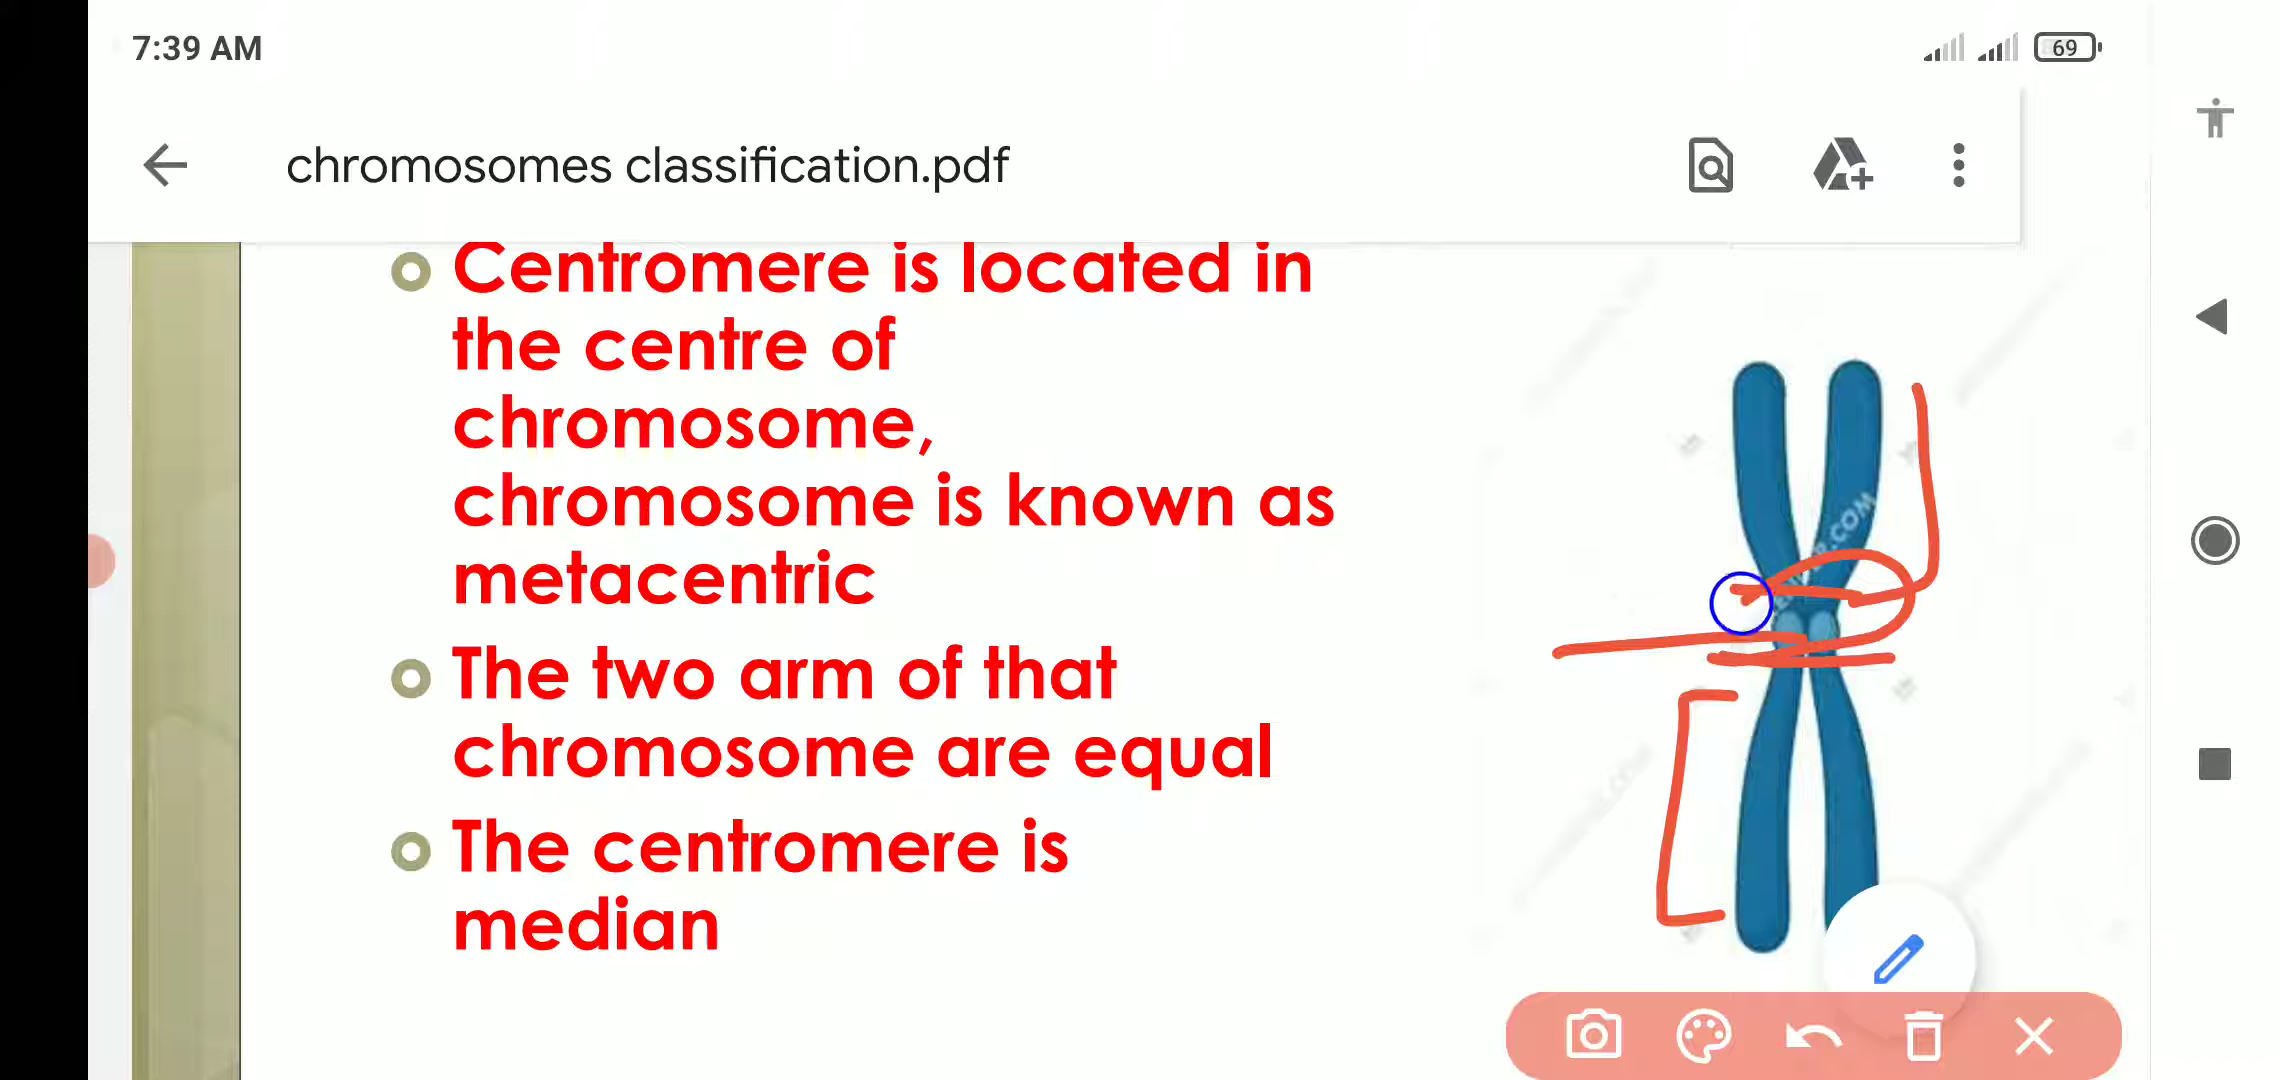 7:39 AM
69
chromosomes classification.pdf
Centromere is located in
the centre of
chromosome,
chromosome is known as
metacentric
The two arm of that
chromosome are equal
The centromere is
median
.COM